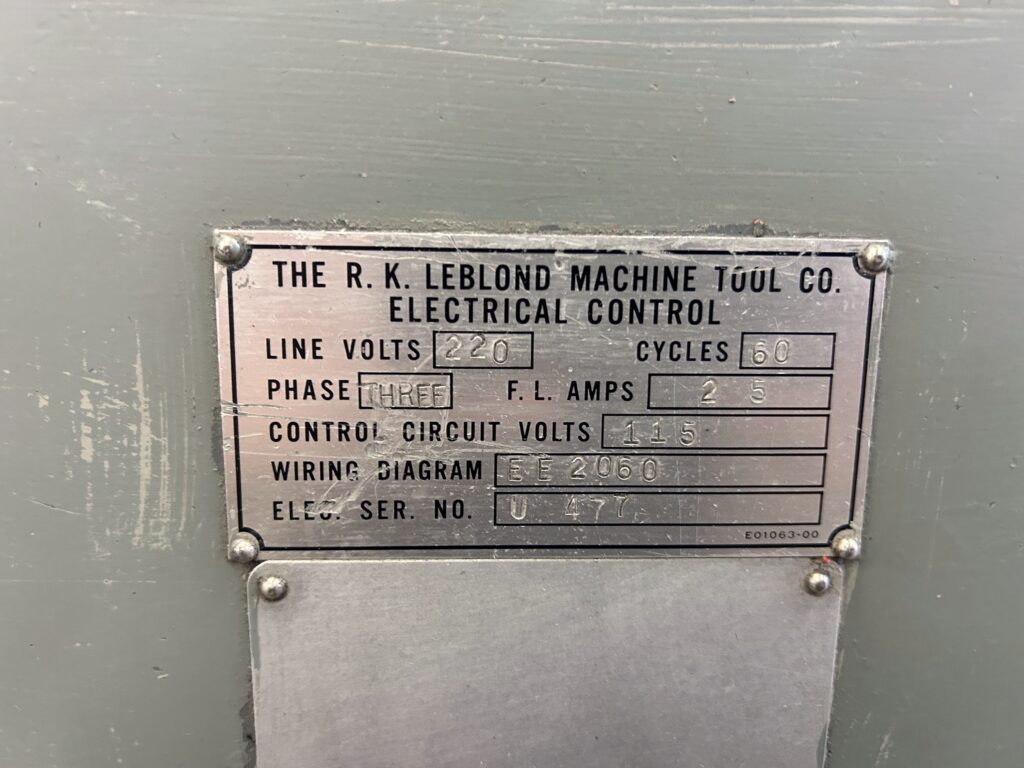 THE R. K. LEBLOND MACHINE TOOL CO.
ELECTRICAL CONTROL
LINE VOLTS 220 CYCLES 60
PHASE THREE F. L. AMPS 2 5
CONTROL CIRCUIT VOLTS 115
WIRING DIAGRAM EE 2060
ELEC. SER. NO. U 477
E01063-00